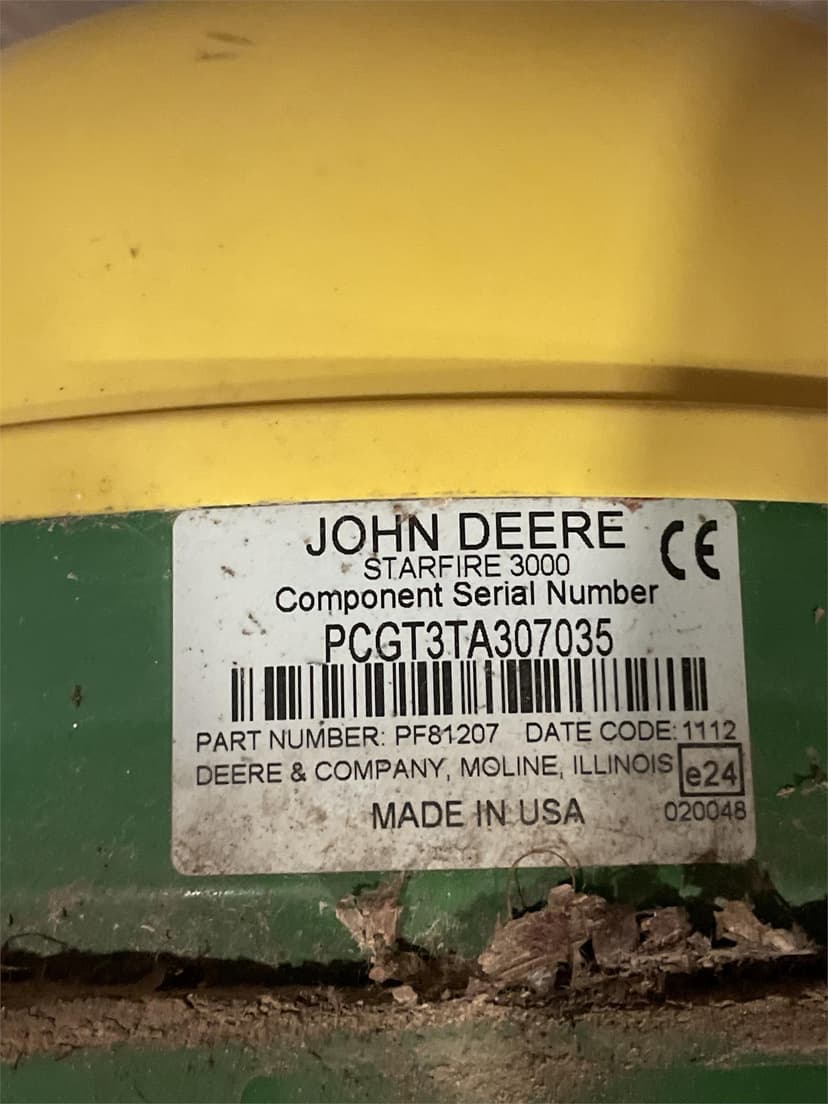 JOHN DEERE CE
STARFIRE 3000
Component Serial Number
PCGT3TA307035
PART NUMBER: PF81207 DATE CODE: 1112
DEERE & COMPANY, MOLINE, ILLINOIS e24
MADE IN USA 020048